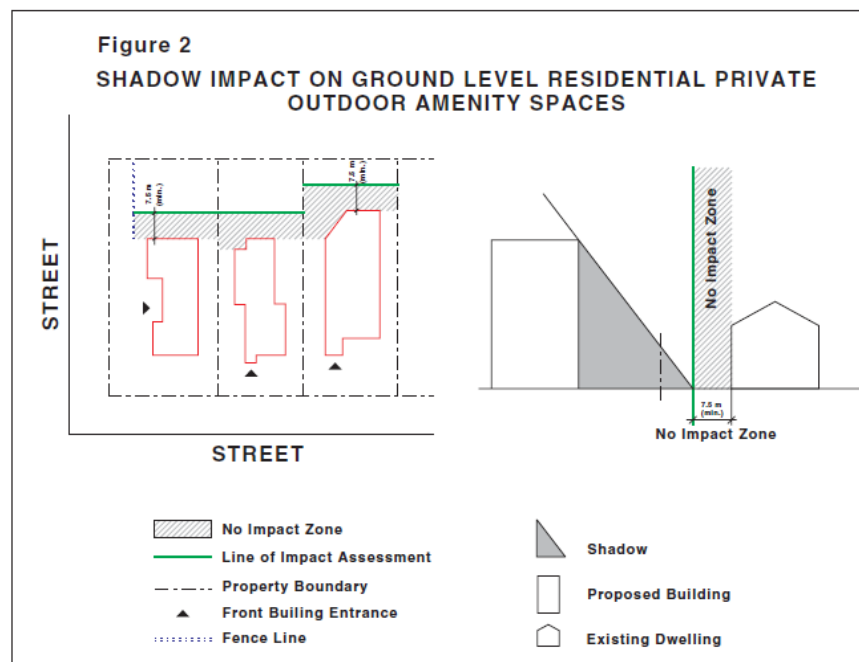 Figure 2
SHADOW IMPACT ON GROUND LEVEL RESIDENTIAL PRIVATE
OUTDOOR AMENITY SPACES
STREET
7.5 m
(min.)
7.5 m
(min.)
STREET
No Impact Zone
7.5 m
(min.)
No Impact Zone
No Impact Zone
Line of Impact Assessment
Property Boundary
Front Builing Entrance
Fence Line
Shadow
Proposed Building
Existing Dwelling